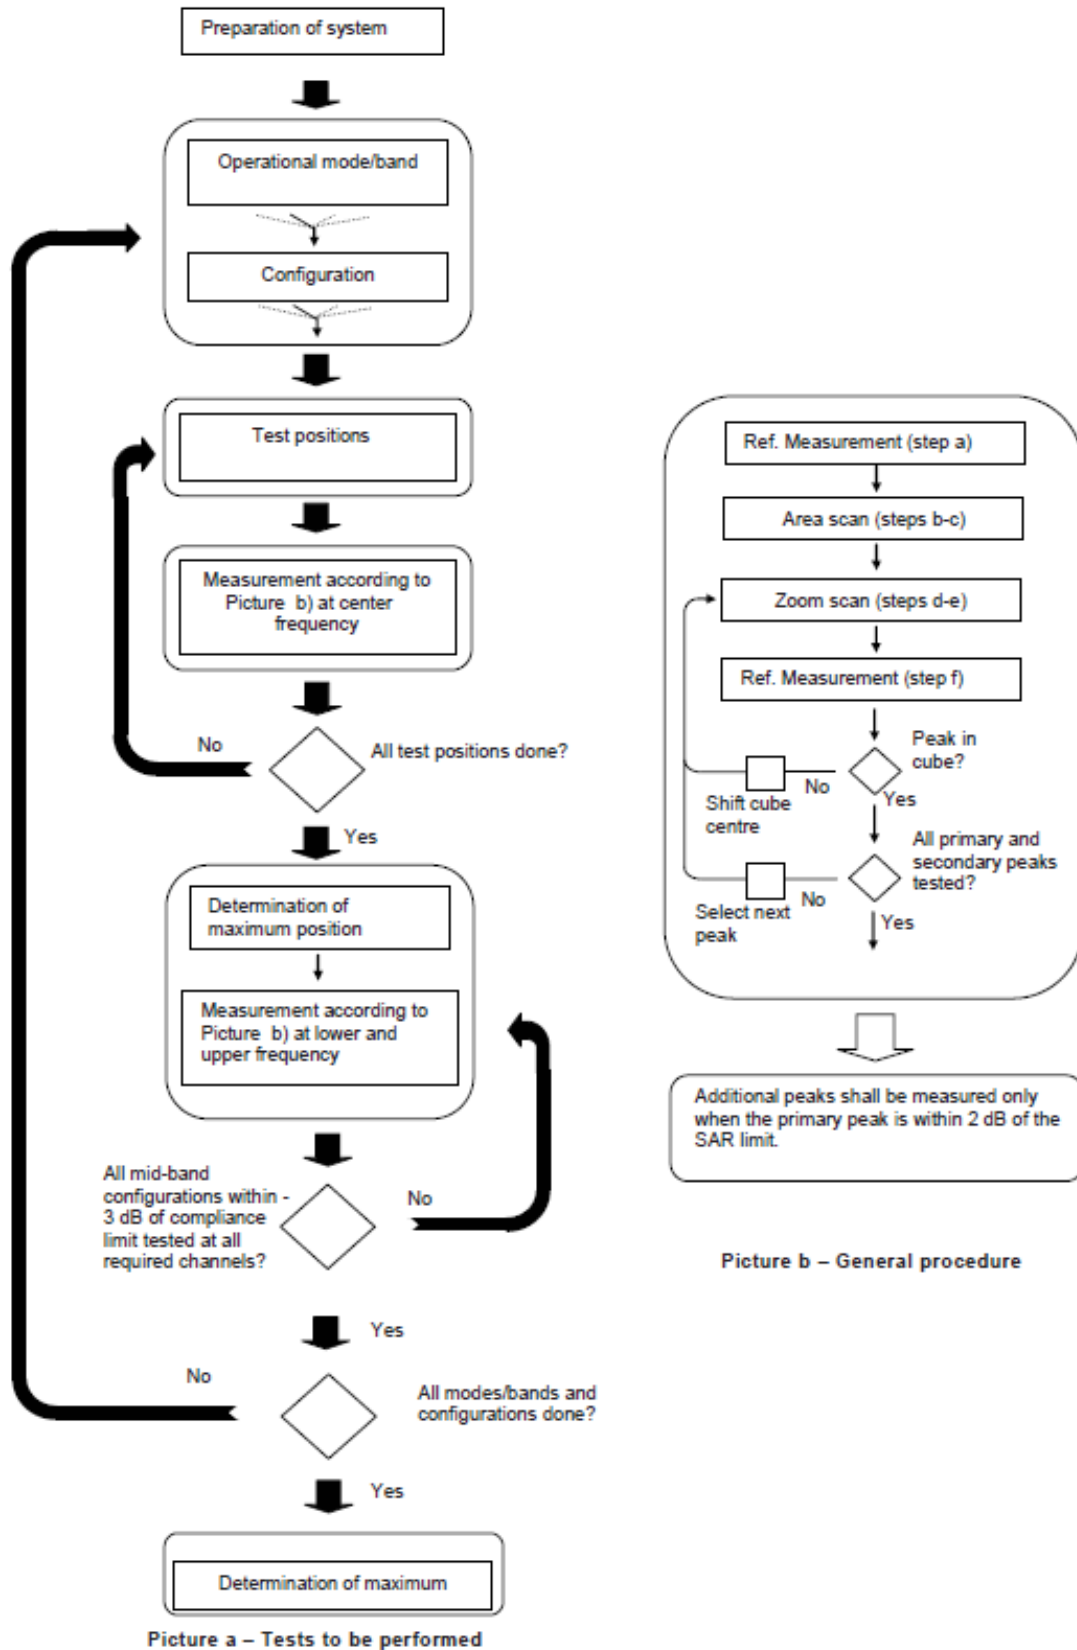 Preparation of system
Operational mode/band
Configuration
Test positions
Measurement according to
Picture b) at center
frequency
No
All test positions done?
Yes
Determination of
maximum position
Measurement according to
Picture b) at lower and
upper frequency
All mid-band
configurations within -
3 dB of compliance
limit tested at all
required channels?
No
Yes
No
All modes/bands and
configurations done?
Yes
Determination of maximum
Picture a – Tests to be performed
Ref. Measurement (step a)
Area scan (steps b-c)
Zoom scan (steps d-e)
Ref. Measurement (step f)
Peak in
cube?
No
Yes
Shift cube
centre
All primary and
secondary peaks
tested?
No
Select next
peak
Yes
Additional peaks shall be measured only
when the primary peak is within 2 dB of the
SAR limit.
Picture b – General procedure